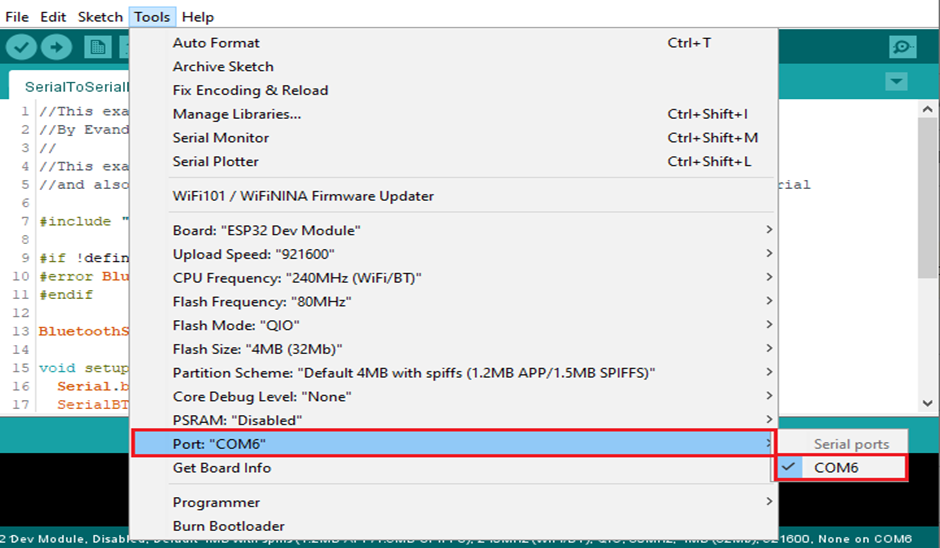 File Edit Sketch Tools Help
Auto Format Ctrl+T
Archive Sketch
Fix Encoding & Reload
Manage Libraries... Ctrl+Shift+I
Serial Monitor Ctrl+Shift+M
Serial Plotter Ctrl+Shift+L
WiFi101 / WiFiNINA Firmware Updater
Board: "ESP32 Dev Module"
Upload Speed: "921600"
CPU Frequency: "240MHz (WiFi/BT)"
Flash Frequency: "80MHz"
Flash Mode: "QIO"
Flash Size: "4MB (32Mb)"
Partition Scheme: "Default 4MB with spiffs (1.2MB APP/1.5MB SPIFFS)"
Core Debug Level: "None"
PSRAM: "Disabled"
Port: "COM6"
Get Board Info
Programmer
Burn Bootloader
Serial ports
COM6
SerialToSerial
1 //This exa
2 //By Evand
3 //
4 //This exa
5 //and also rial
6
7 #include "
8
9 #if !defin
10 #error Blu
11 #endif
12
13 BluetoothS
14
15 void setup
16 Serial.b
17 SerialBT
2 Dev Module, Disabled, 921600, None on COM6